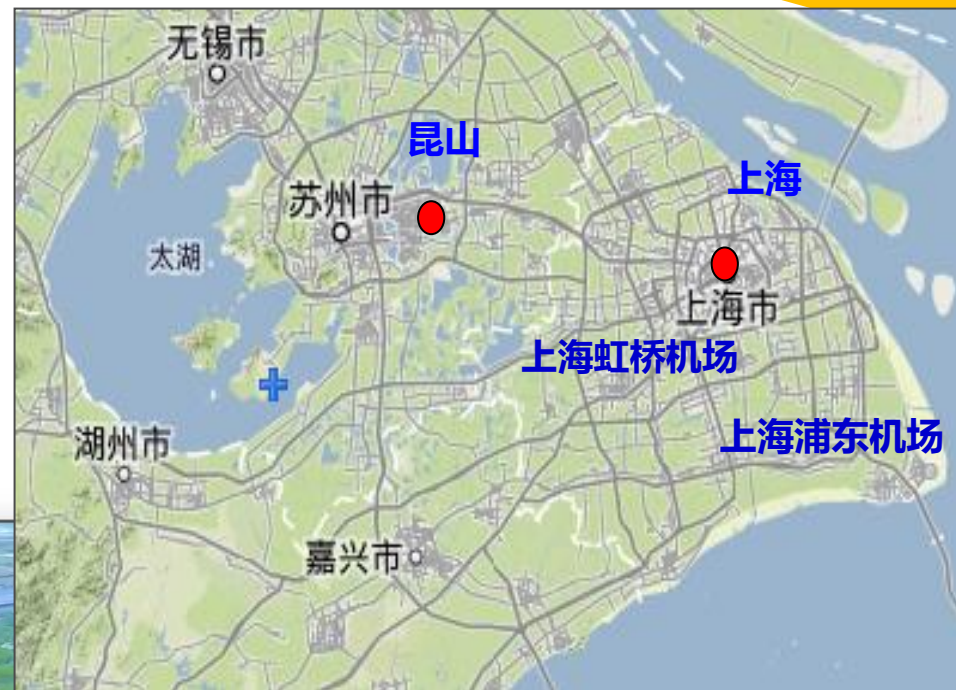 无锡市
昆山
上海
苏州市
太湖
上海市
上海虹桥机场
上海浦东机场
湖州市
嘉兴市